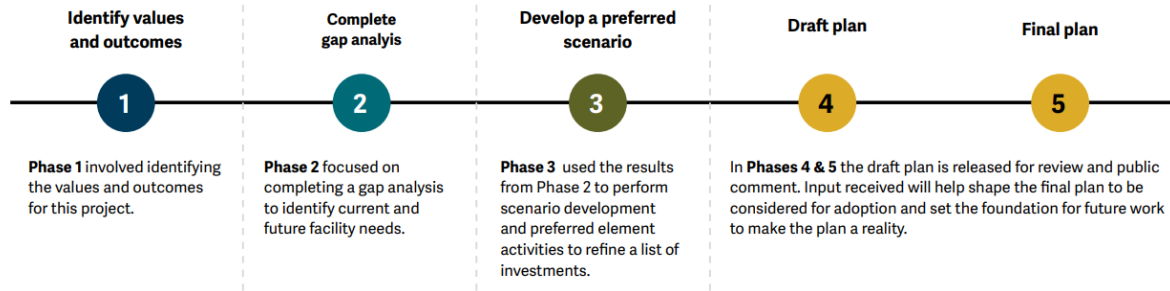 Identify values
and outcomes
Complete
gap analyis
Develop a preferred
scenario
Draft plan
Final plan
1
2
3
4
5
Phase 1 involved identifying
the values and outcomes
for this project.
Phase 2 focused on
completing a gap analysis
to identify current and
future facility needs.
Phase 3 used the results
from Phase 2 to perform
scenario development
and preferred element
activities to refine a list of
investments.
In Phases 4 & 5 the draft plan is released for review and public
comment. Input received will help shape the final plan to be
considered for adoption and set the foundation for future work
to make the plan a reality.